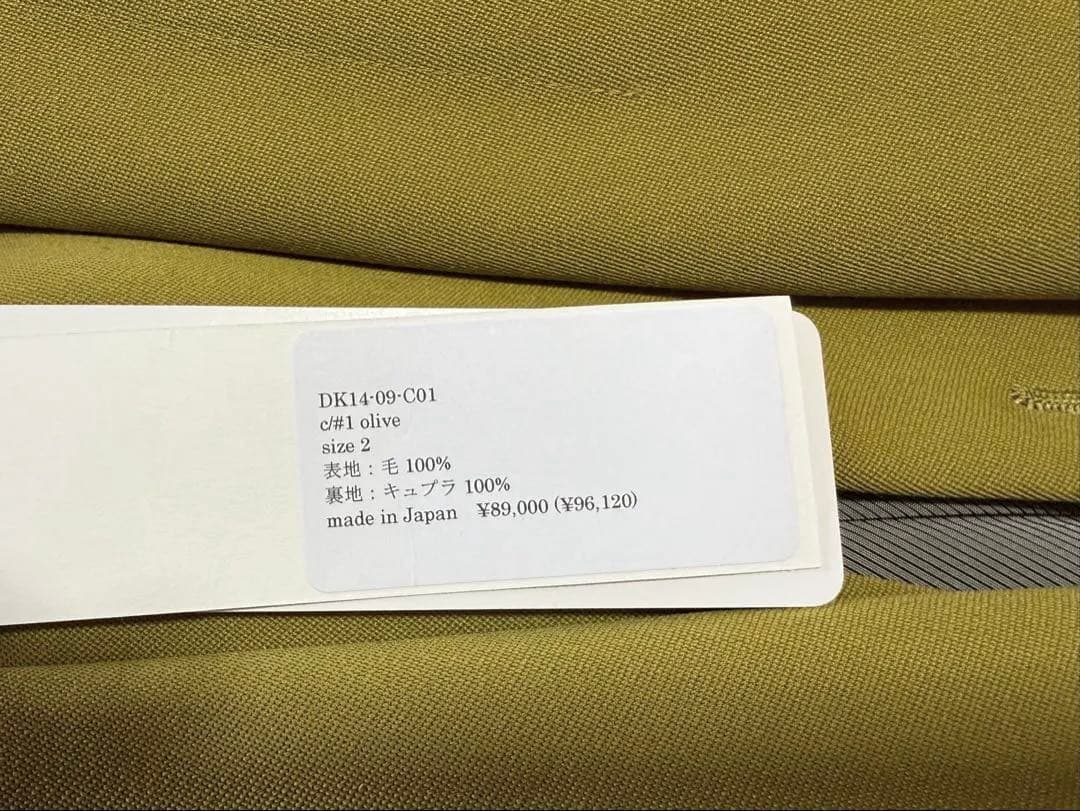 DK14-09-C01
c/#1 olive
size 2
表地 : 毛 100%
裏地 : キュプラ 100%
made in Japan ¥89,000 (¥96,120)